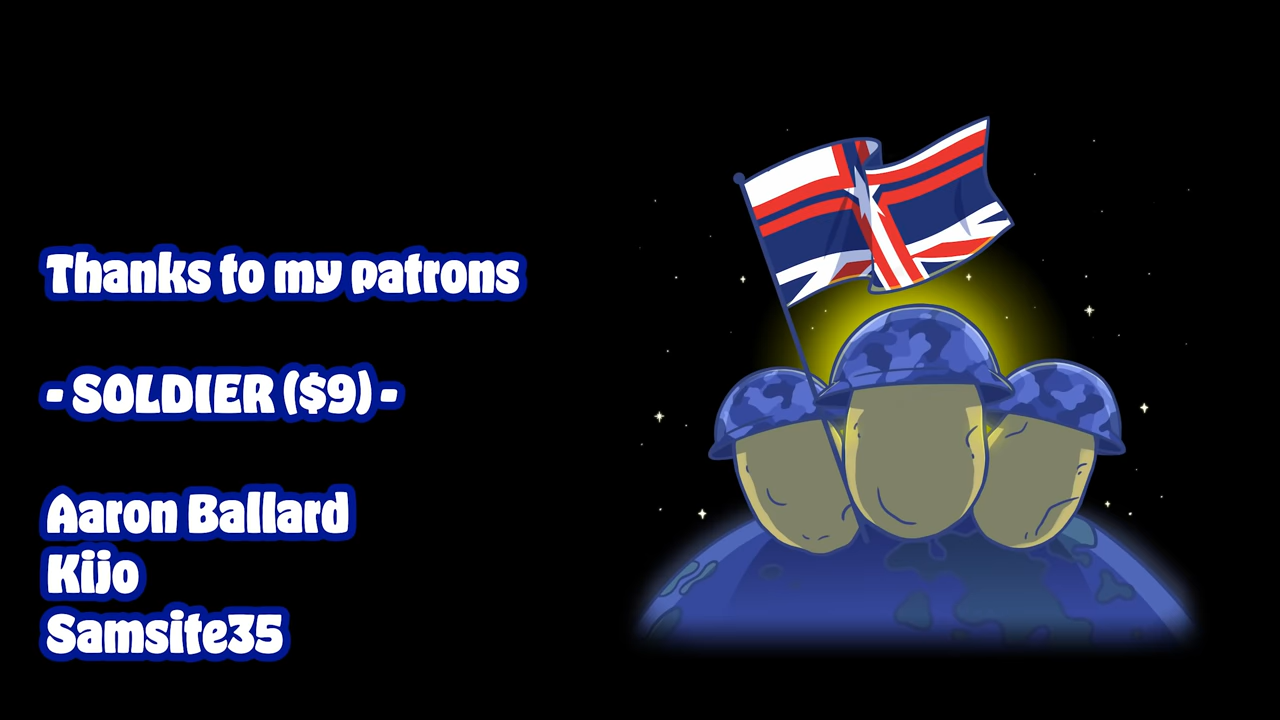 Thanks to my patrons
- SOLDIER ($9) -
Aaron Ballard
Kijo
Samsite35